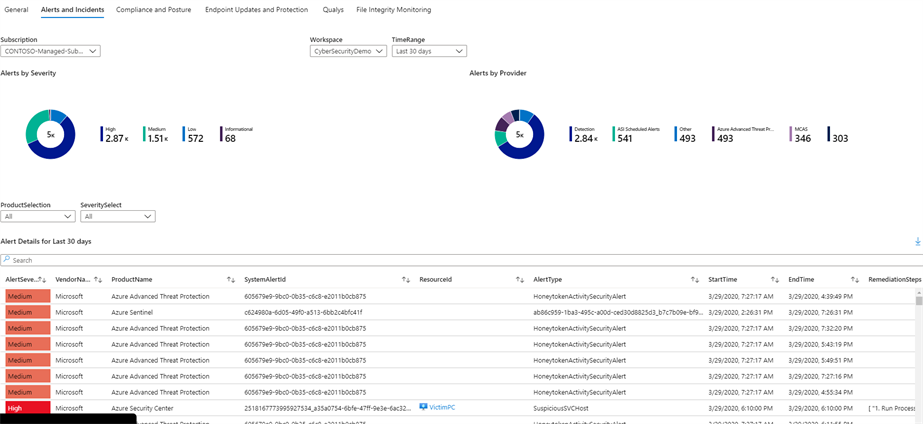 General Alerts and Incidents Compliance and Posture Endpoint Updates and Protection Qualys File Integrity Monitoring
Subscription Workspace TimeRange
CONTOSO-Managed-Sub... CyberSecurityDemo Last 30 days
Alerts by Severity Alerts by Provider
5K High 2.87 K Medium 1.51 K Low 572 Informational 68
5K Detection 2.84 K ASI Scheduled Alerts 541 Other 493 Azure Advanced Threat Pr... 493 MCAS 346 303
ProductSelection SeveritySelect
All All
Alert Details for Last 30 days
Search
AlertSeve... VendorNa... ProductName SystemAlertId ResourceId AlertType StartTime EndTime RemediationSteps
Medium Microsoft Azure Advanced Threat Protection 605679e9-9bc0-0b35-c6c8-e2011b0cb875 HoneytokenActivitySecurityAlert 3/29/2020, 7:27:17 AM 3/29/2020, 4:39:49 PM
Medium Microsoft Azure Sentinel c624980a-6d05-49f0-a513-6bb2c4bfc41f ab86c959-1ba3-495c-a00d-ced30d8825d3_b7c7b09e-bf9... 3/29/2020, 2:26:31 PM 3/29/2020, 7:26:31 PM
Medium Microsoft Azure Advanced Threat Protection 605679e9-9bc0-0b35-c6c8-e2011b0cb875 HoneytokenActivitySecurityAlert 3/29/2020, 7:27:17 AM 3/29/2020, 7:32:20 PM
Medium Microsoft Azure Advanced Threat Protection 605679e9-9bc0-0b35-c6c8-e2011b0cb875 HoneytokenActivitySecurityAlert 3/29/2020, 7:27:17 AM 3/29/2020, 5:43:19 PM
Medium Microsoft Azure Advanced Threat Protection 605679e9-9bc0-0b35-c6c8-e2011b0cb875 HoneytokenActivitySecurityAlert 3/29/2020, 7:27:17 AM 3/29/2020, 5:49:51 PM
Medium Microsoft Azure Advanced Threat Protection 605679e9-9bc0-0b35-c6c8-e2011b0cb875 HoneytokenActivitySecurityAlert 3/29/2020, 7:27:17 AM 3/29/2020, 7:27:16 PM
Medium Microsoft Azure Advanced Threat Protection 605679e9-9bc0-0b35-c6c8-e2011b0cb875 HoneytokenActivitySecurityAlert 3/29/2020, 7:27:17 AM 3/29/2020, 4:55:34 PM
High Microsoft Azure Security Center 2518167773995927534_a35a0754-6bfe-47ff-9e3e-6ac32... VictimPC SuspiciousSVCHost 3/29/2020, 6:10:00 PM 3/29/2020, 6:10:00 PM [ "1. Run Process